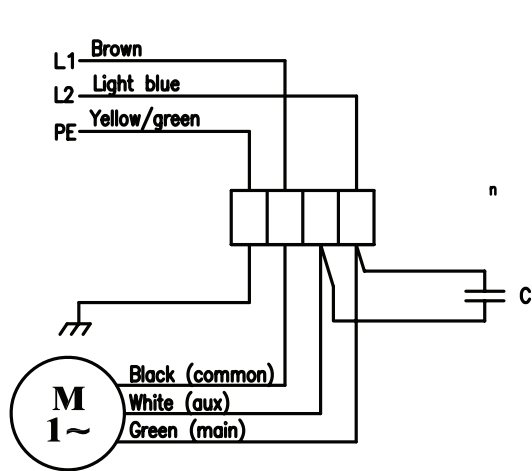 L1 Brown
L2 Light blue
PE Yellow/green
n
C
Black (common)
White (aux)
Green (main)
M
1~